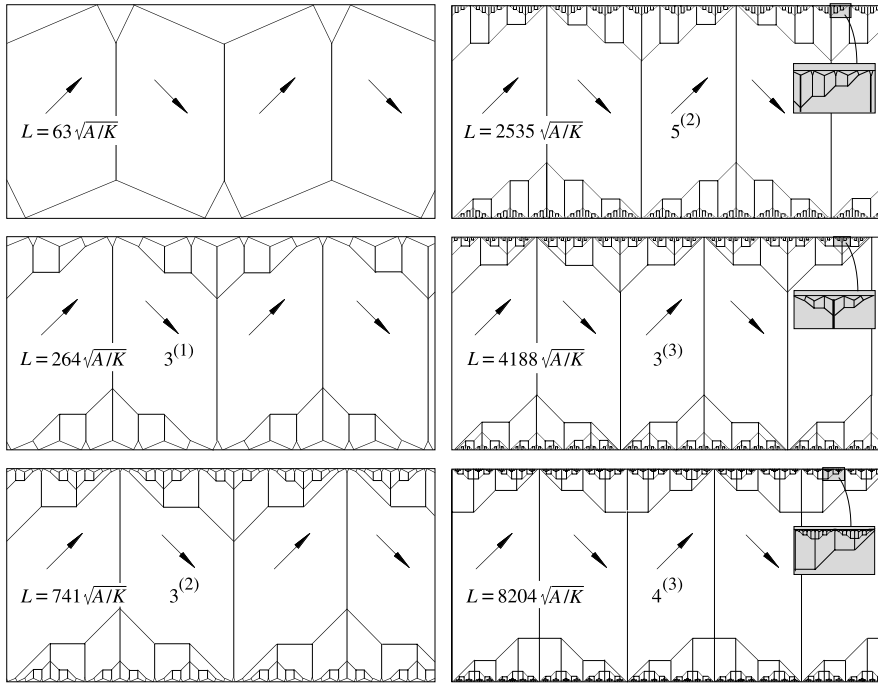 L = 63√A/K
L = 2535√A/K 5^(2)
L = 264√A/K 3^(1)
L = 4188√A/K 3^(3)
L = 741√A/K 3^(2)
L = 8204√A/K 4^(3)